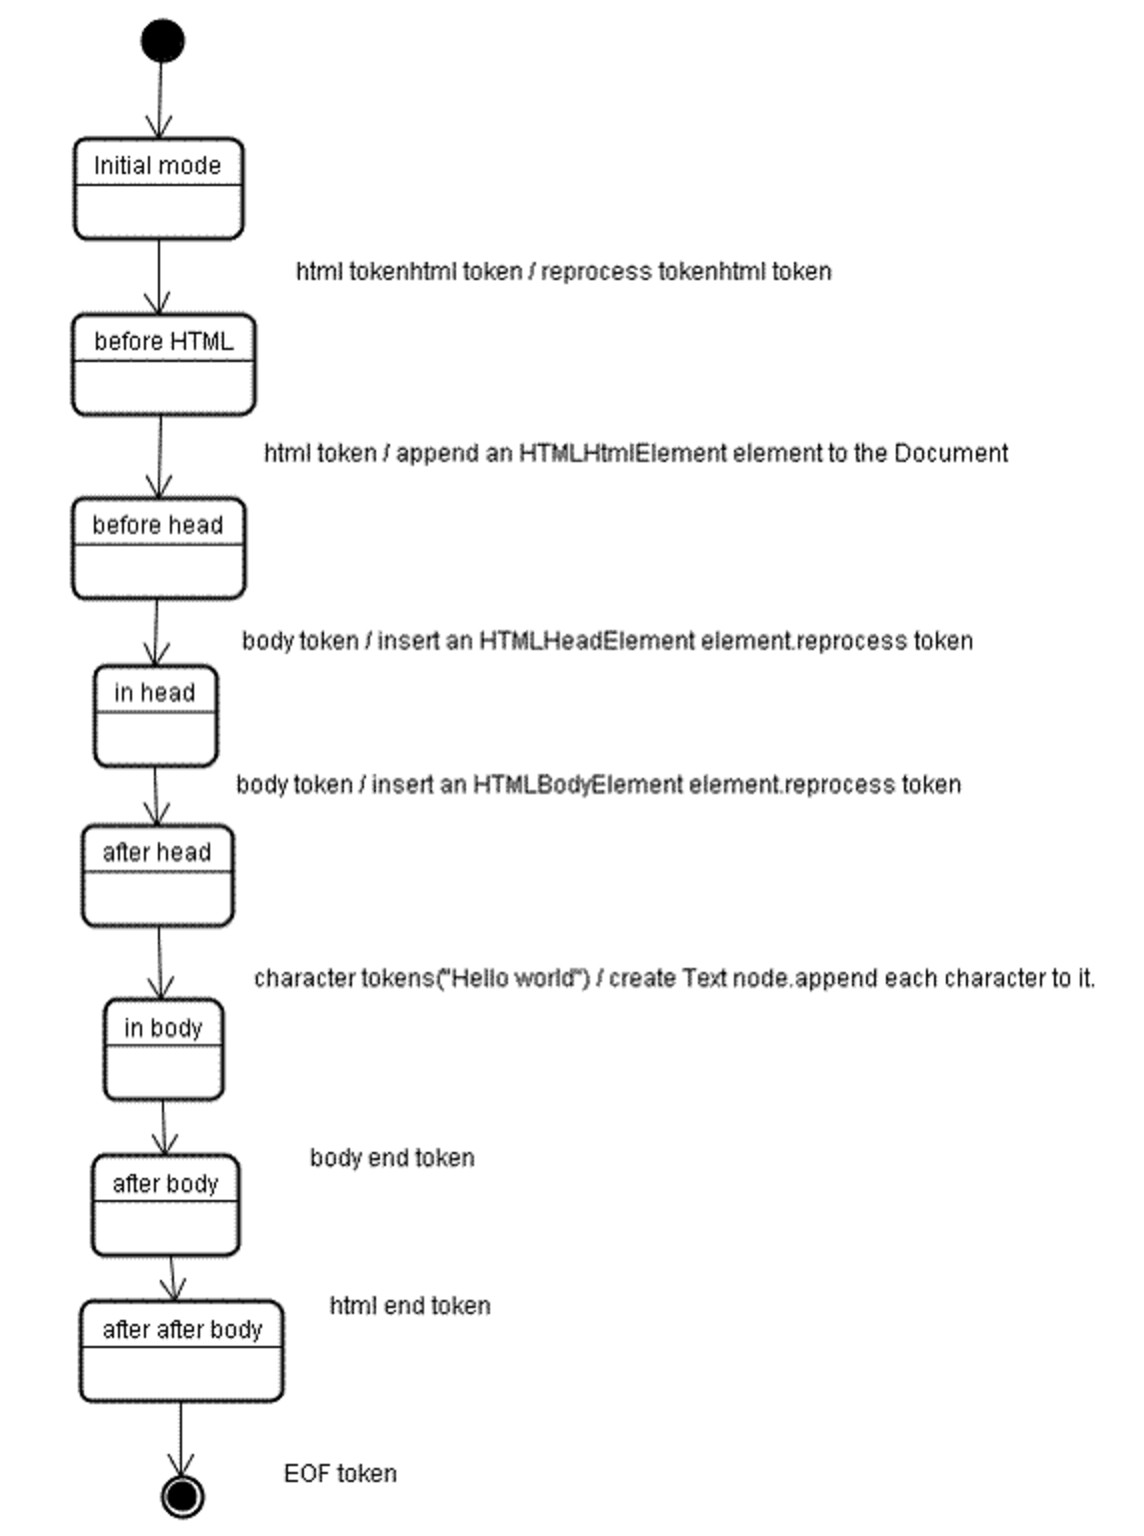 Initial mode
html tokenhtml token / reprocess tokenhtml token
before HTML
html token / append an HTMLHtmlElement element to the Document
before head
body token / insert an HTMLHeadElement element.reprocess token
in head
body token / insert an HTMLBodyElement element.reprocess token
after head
character tokens("Hello world") / create Text node.append each character to it.
in body
body end token
after body
html end token
after after body
EOF token